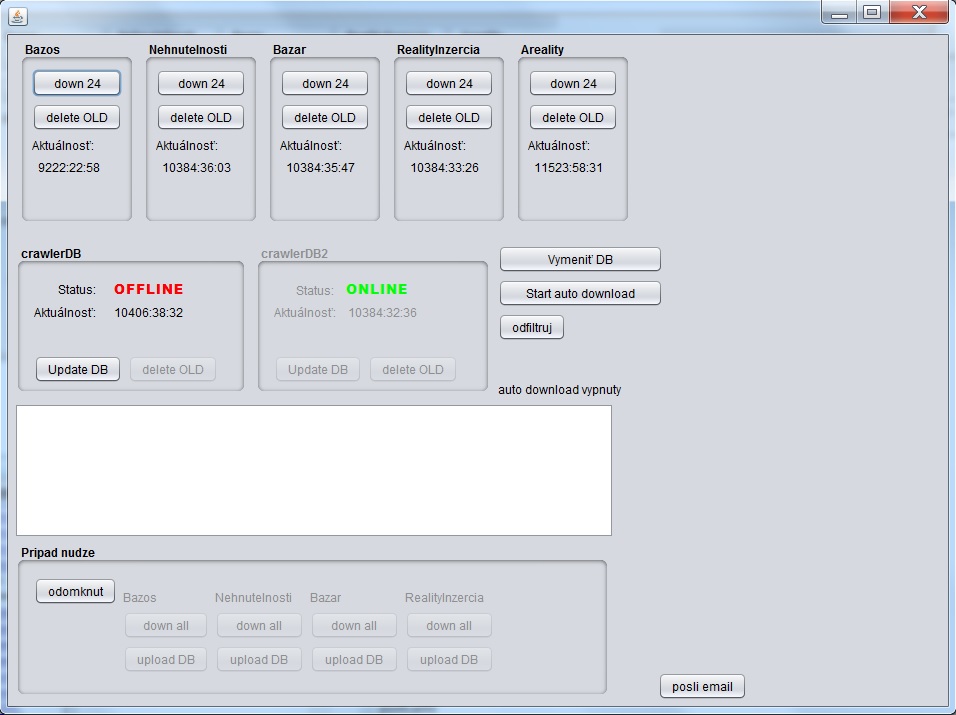 Bazos Nehnutelnosti Bazar RealityInzercia Areality
down 24 down 24 down 24 down 24 down 24
delete OLD delete OLD delete OLD delete OLD delete OLD
Aktuálnosť: Aktuálnosť: Aktuálnosť: Aktuálnosť: Aktuálnosť:
9222:22:58 10384:36:03 10384:35:47 10384:33:26 11523:58:31
crawlerDB crawlerDB2
Vymeniť DB
Status: OFFLINE Status: ONLINE
Start auto download
Aktuálnosť: 10406:38:32 Aktuálnosť: 10384:32:36
odfiltruj
Update DB delete OLD Update DB delete OLD
auto download vypnuty
Pripad nudze
odomknut
Bazos Nehnutelnosti Bazar RealityInzercia
down all down all down all down all
upload DB upload DB upload DB upload DB
posli email